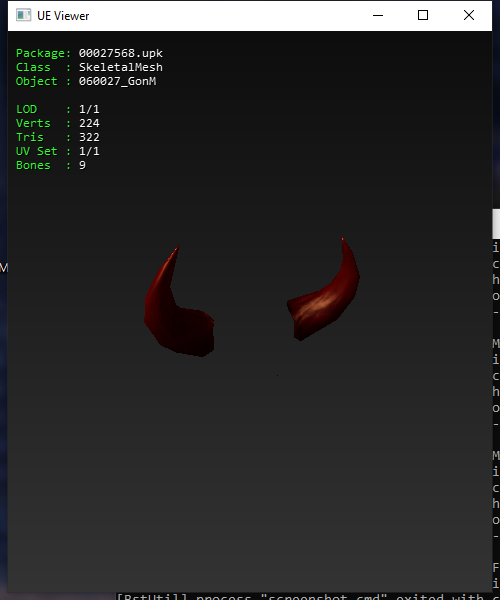 UE Viewer
Package: 00027568.upk
Class : SkeletalMesh
Object : 060027_GonM
LOD : 1/1
Verts : 224
Tris : 322
UV Set : 1/1
Bones : 9
M
i
c
h
o
-
M
i
c
h
o
-
M
i
c
h
o
-
F
i
[BstUtil] process "screenshot.cmd" exited with c